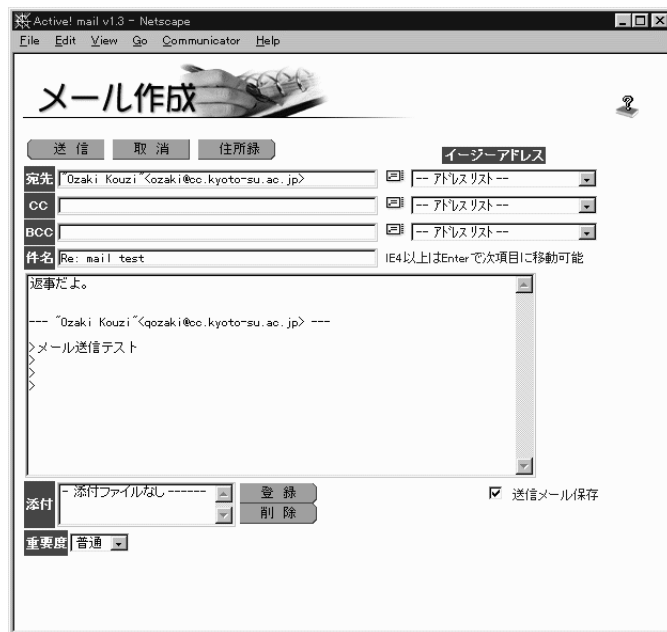 Active! mail v1.3 - Netscape
File Edit View Go Communicator Help
メール作成
送信 取消 住所録
イージーアドレス
宛先 "Ozaki Kouzi"<ozaki@cc.kyoto-su.ac.jp> -- アドレスリスト --
CC -- アドレスリスト --
BCC -- アドレスリスト --
件名 Re: mail test IE4以上はEnterで次項目に移動可能
返事だよ。
--- "Ozaki Kouzi"<qozaki@cc.kyoto-su.ac.jp> ---
>メール送信テスト
>
>
>
添付 - 添付ファイルなし ------ 登録 送信メール保存
削除
重要度 普通